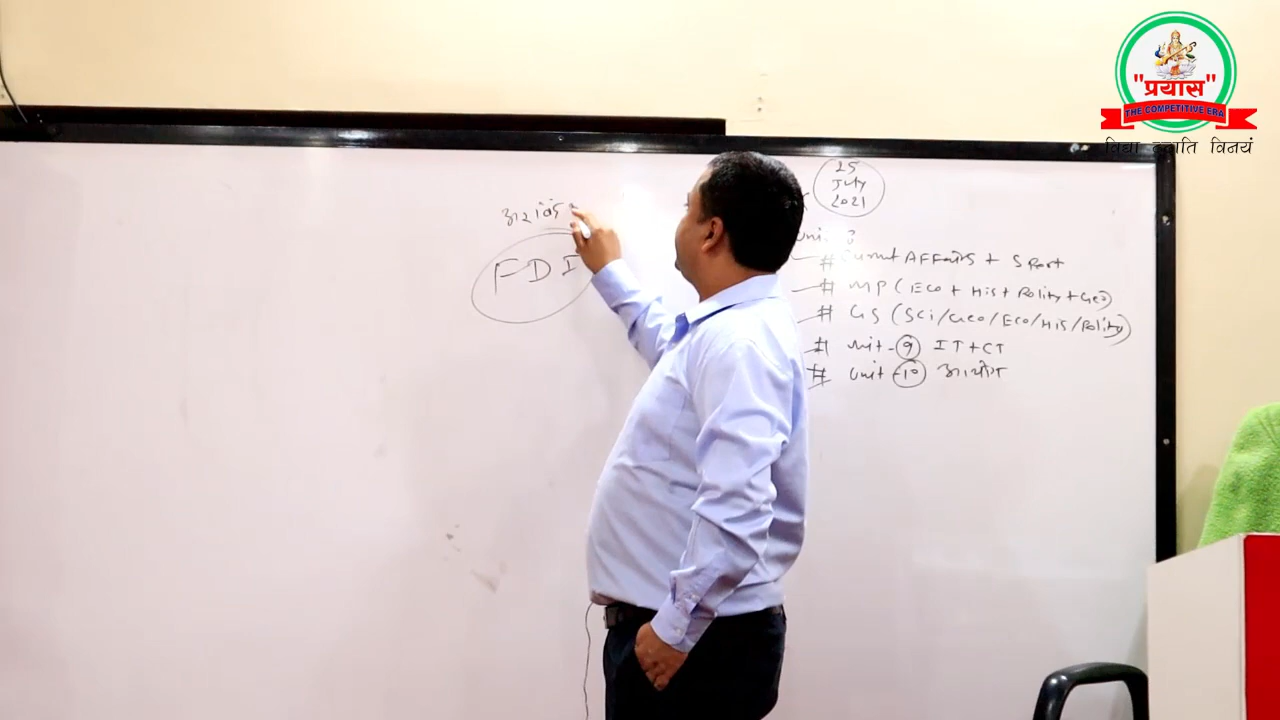 "प्रयास"
THE COMPETITIVE ERA
विद्या ददाति विनयं
25
July
2021
FDI
# Current Affairs + Sport
# MP (Eco + His + Polity + Geo)
# GS (Sci/Geo/Eco/His/Polity)
# Unit - 9 IT + CT
# Unit - 10 आयोग